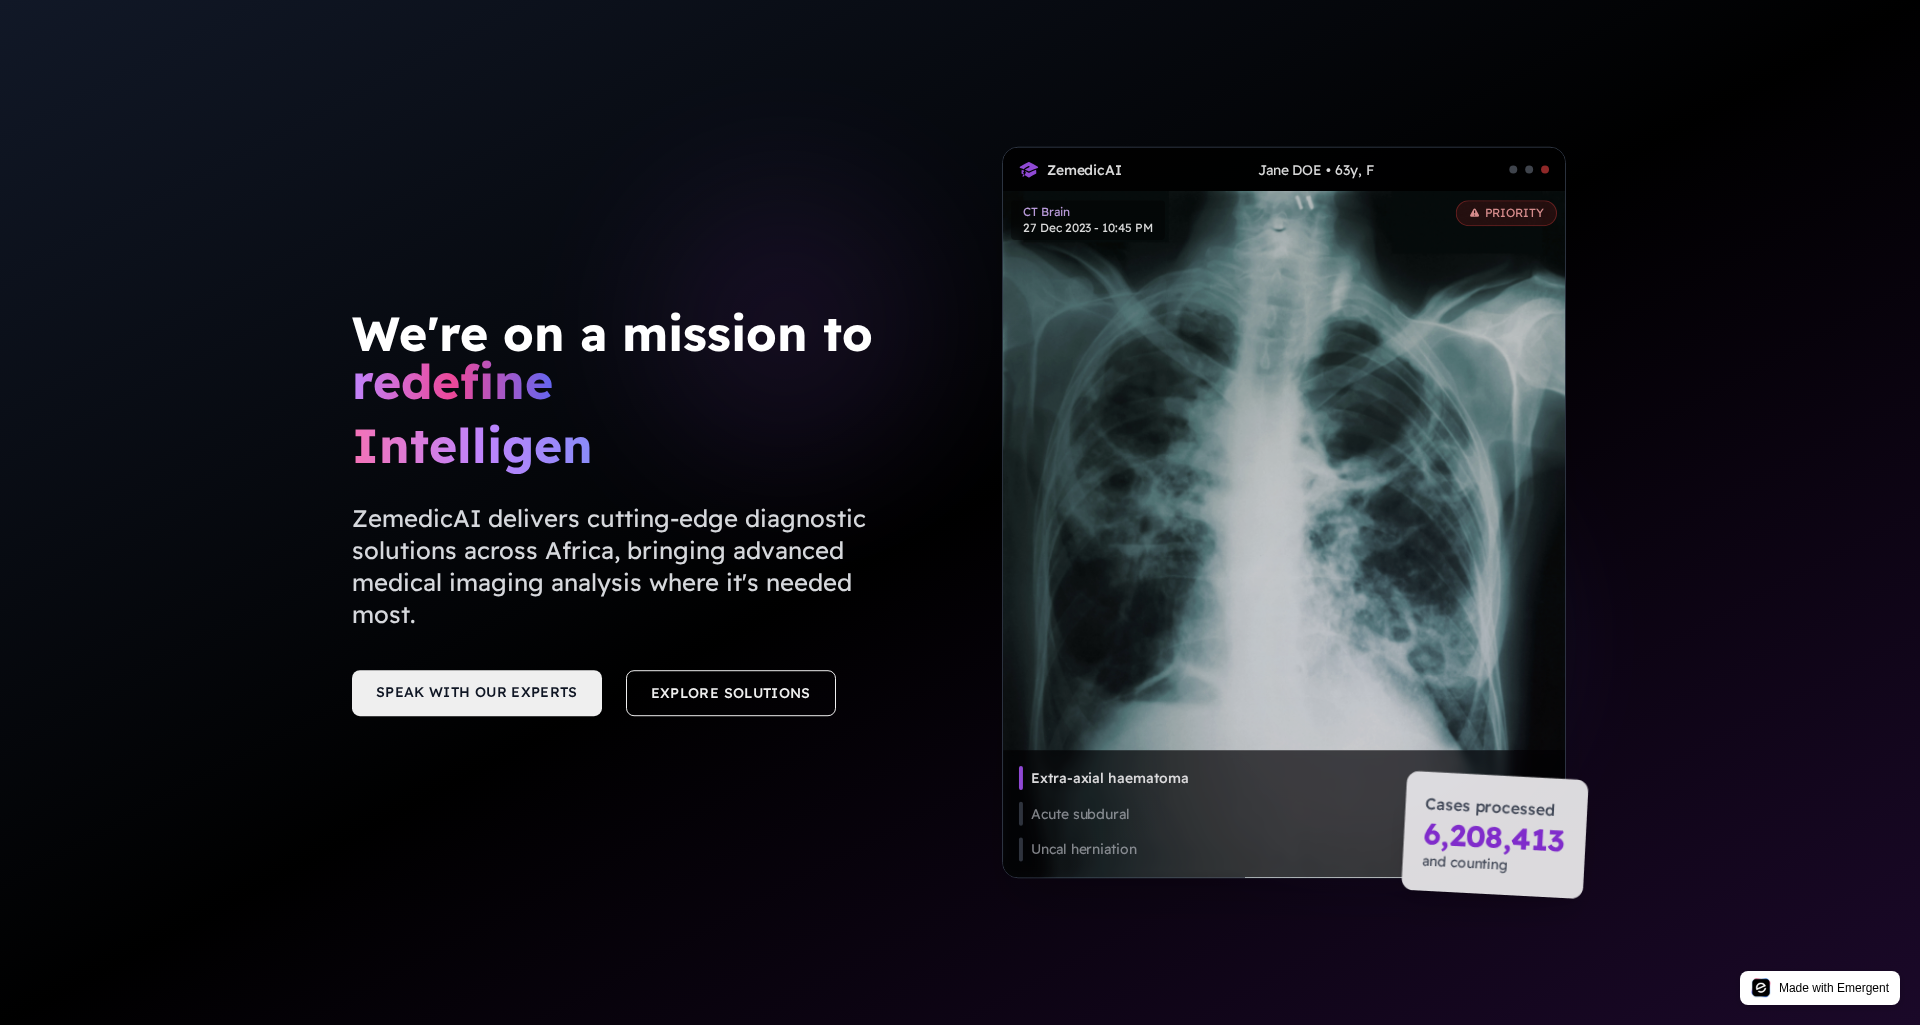 We're on a mission to
redefine
Intelligen
ZemedicAI delivers cutting-edge diagnostic
solutions across Africa, bringing advanced
medical imaging analysis where it's needed
most.
SPEAK WITH OUR EXPERTS
EXPLORE SOLUTIONS
ZemedicAI
Jane DOE • 63y, F
CT Brain
27 Dec 2023 - 10:45 PM
PRIORITY
Extra-axial haematoma
Acute subdural
Uncal herniation
Cases processed
6,208,413
and counting
Made with Emergent